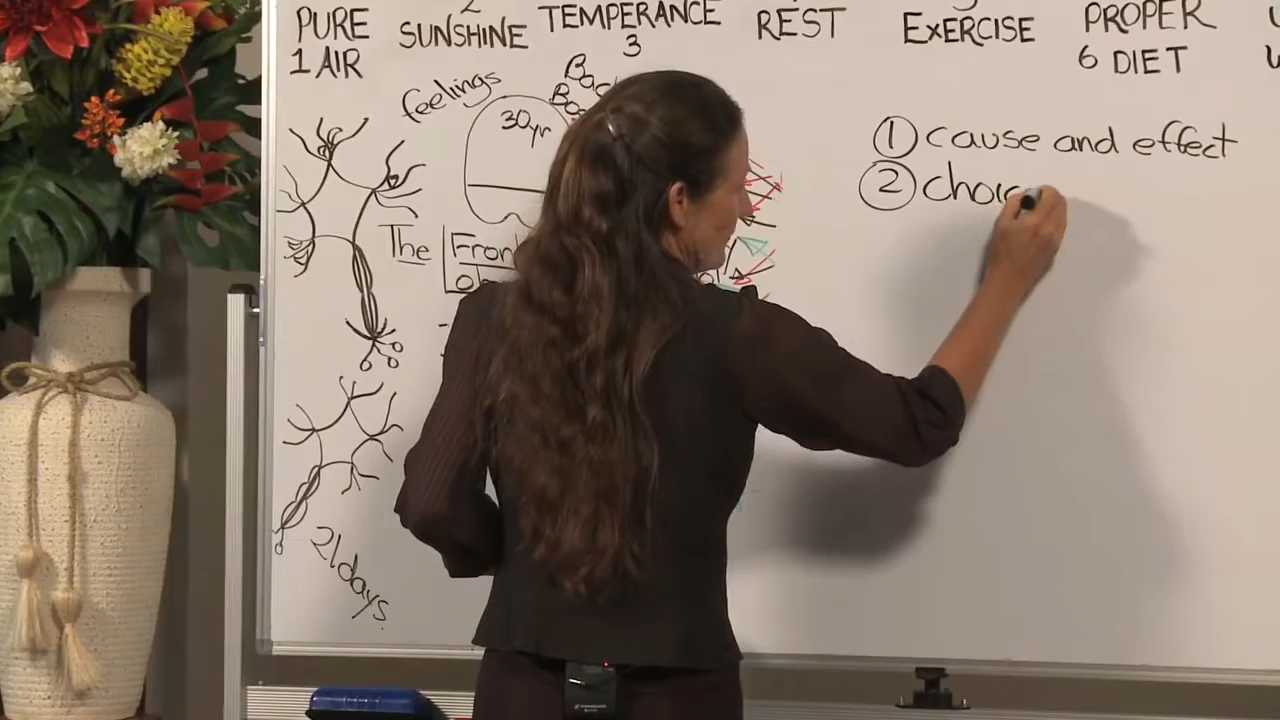 PURE
1 AIR
2
SUNSHINE
TEMPERANCE
3
REST
EXERCISE
PROPER
6 DIET
feelings
30yr
The
21days
① cause and effect
②